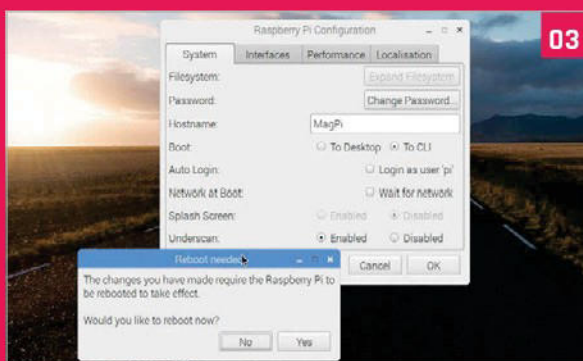 03
Raspberry Pi Configuration
System Interfaces Performance Localisation
Filesystem: Expand Filesystem
Password: Change Password...
Hostname: MagPi
Boot: To Desktop To CLI
Auto Login: Login as user 'pi'
Network at Boot: Wait for network
Splash Screen: Enabled Disabled
Underscan: Enabled Disabled
Cancel OK
Reboot needed
The changes you have made require the Raspberry Pi to
be rebooted to take effect.
Would you like to reboot now?
No Yes